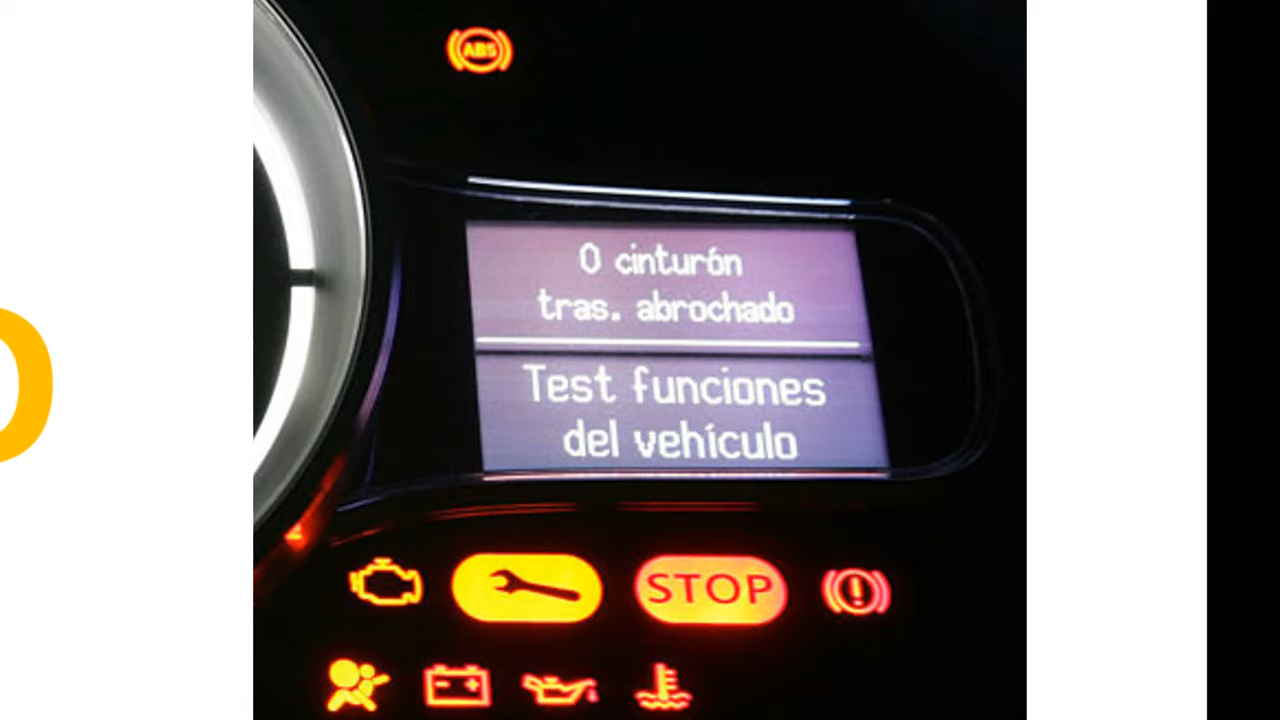 ABS
0 cinturón
tras. abrochado
Test funciones
del vehículo
STOP